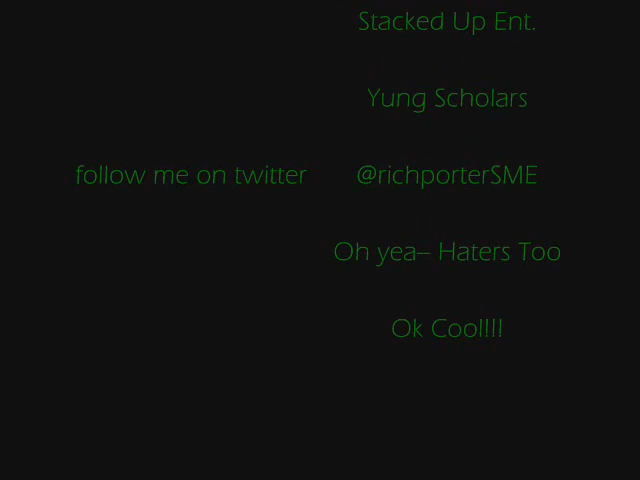 Stacked Up Ent.
Yung Scholars
follow me on twitter @richporterSME
Oh yea– Haters Too
Ok Cool!!!